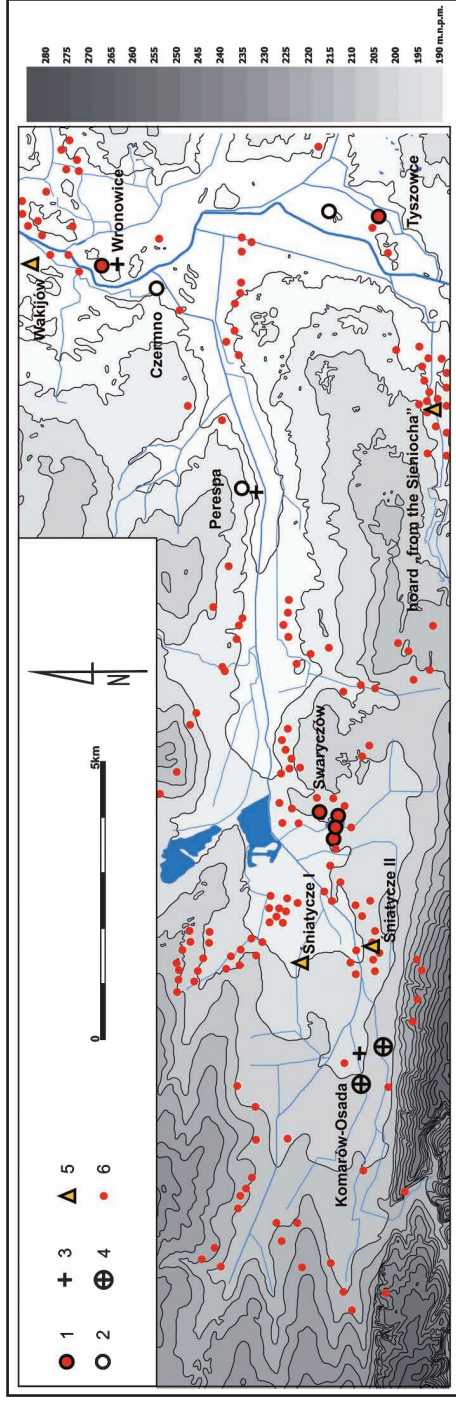 1
2
3
4
5
6
0
5km
N
Komarów-Osada
Śniatycze I
Śniatycze II
Swaryczów
Perespa
Czermno
Wakijów
Wronowice
Tyszowce
hoard „from the Sieniocha”
280
275
270
265
260
255
250
245
240
235
230
225
220
215
210
205
200
195
190 m.n.p.m.